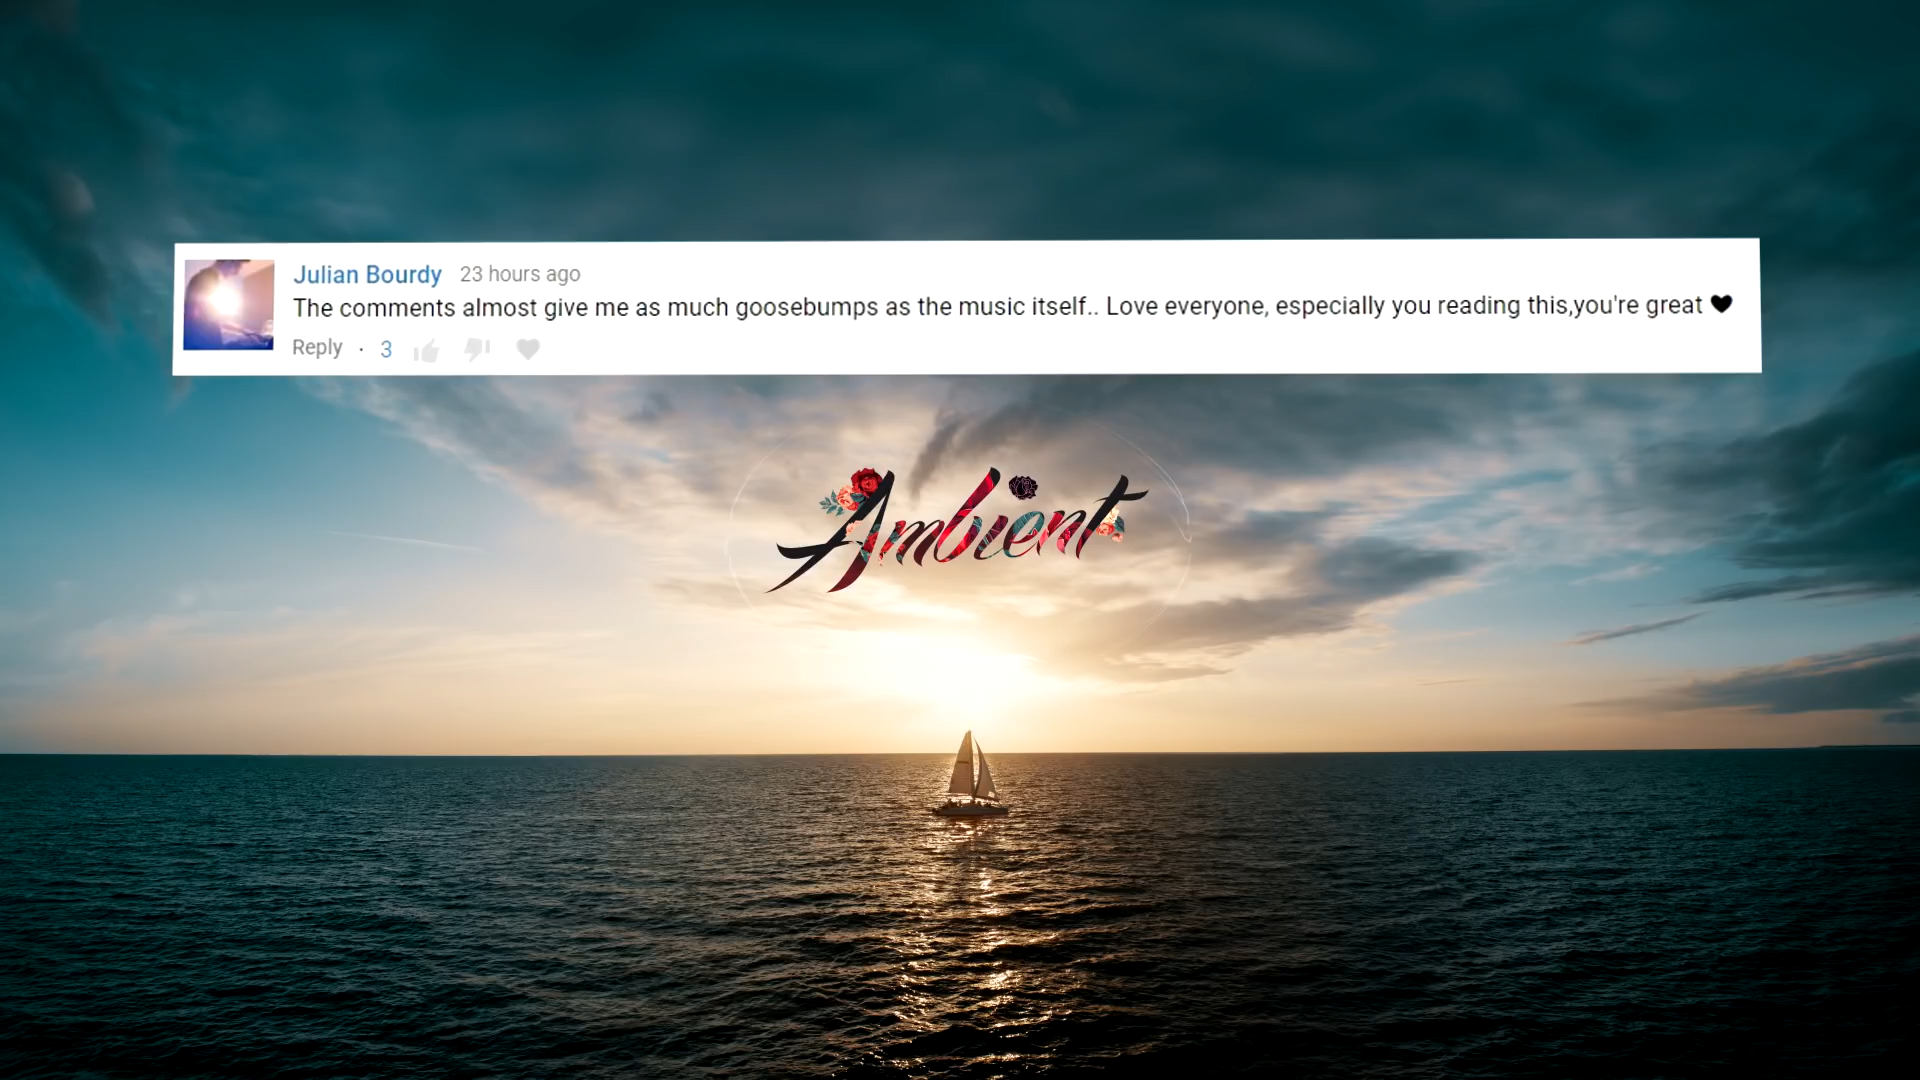 Julian Bourdy 23 hours ago
The comments almost give me as much goosebumps as the music itself.. Love everyone, especially you reading this,you're great 🖤
Reply · 3
Ambient